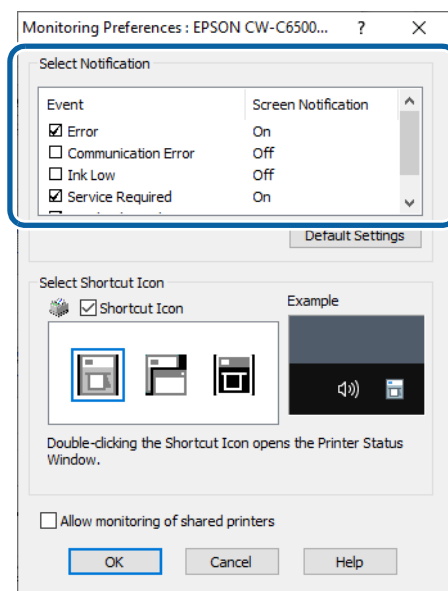 Monitoring Preferences : EPSON CW-C6500... ? ×
Select Notification
Event Screen Notification
Error On
Communication Error Off
Ink Low Off
Service Required On
Default Settings
Select Shortcut Icon
Shortcut Icon
Example
Double-clicking the Shortcut Icon opens the Printer Status
Window.
Allow monitoring of shared printers
OK Cancel Help